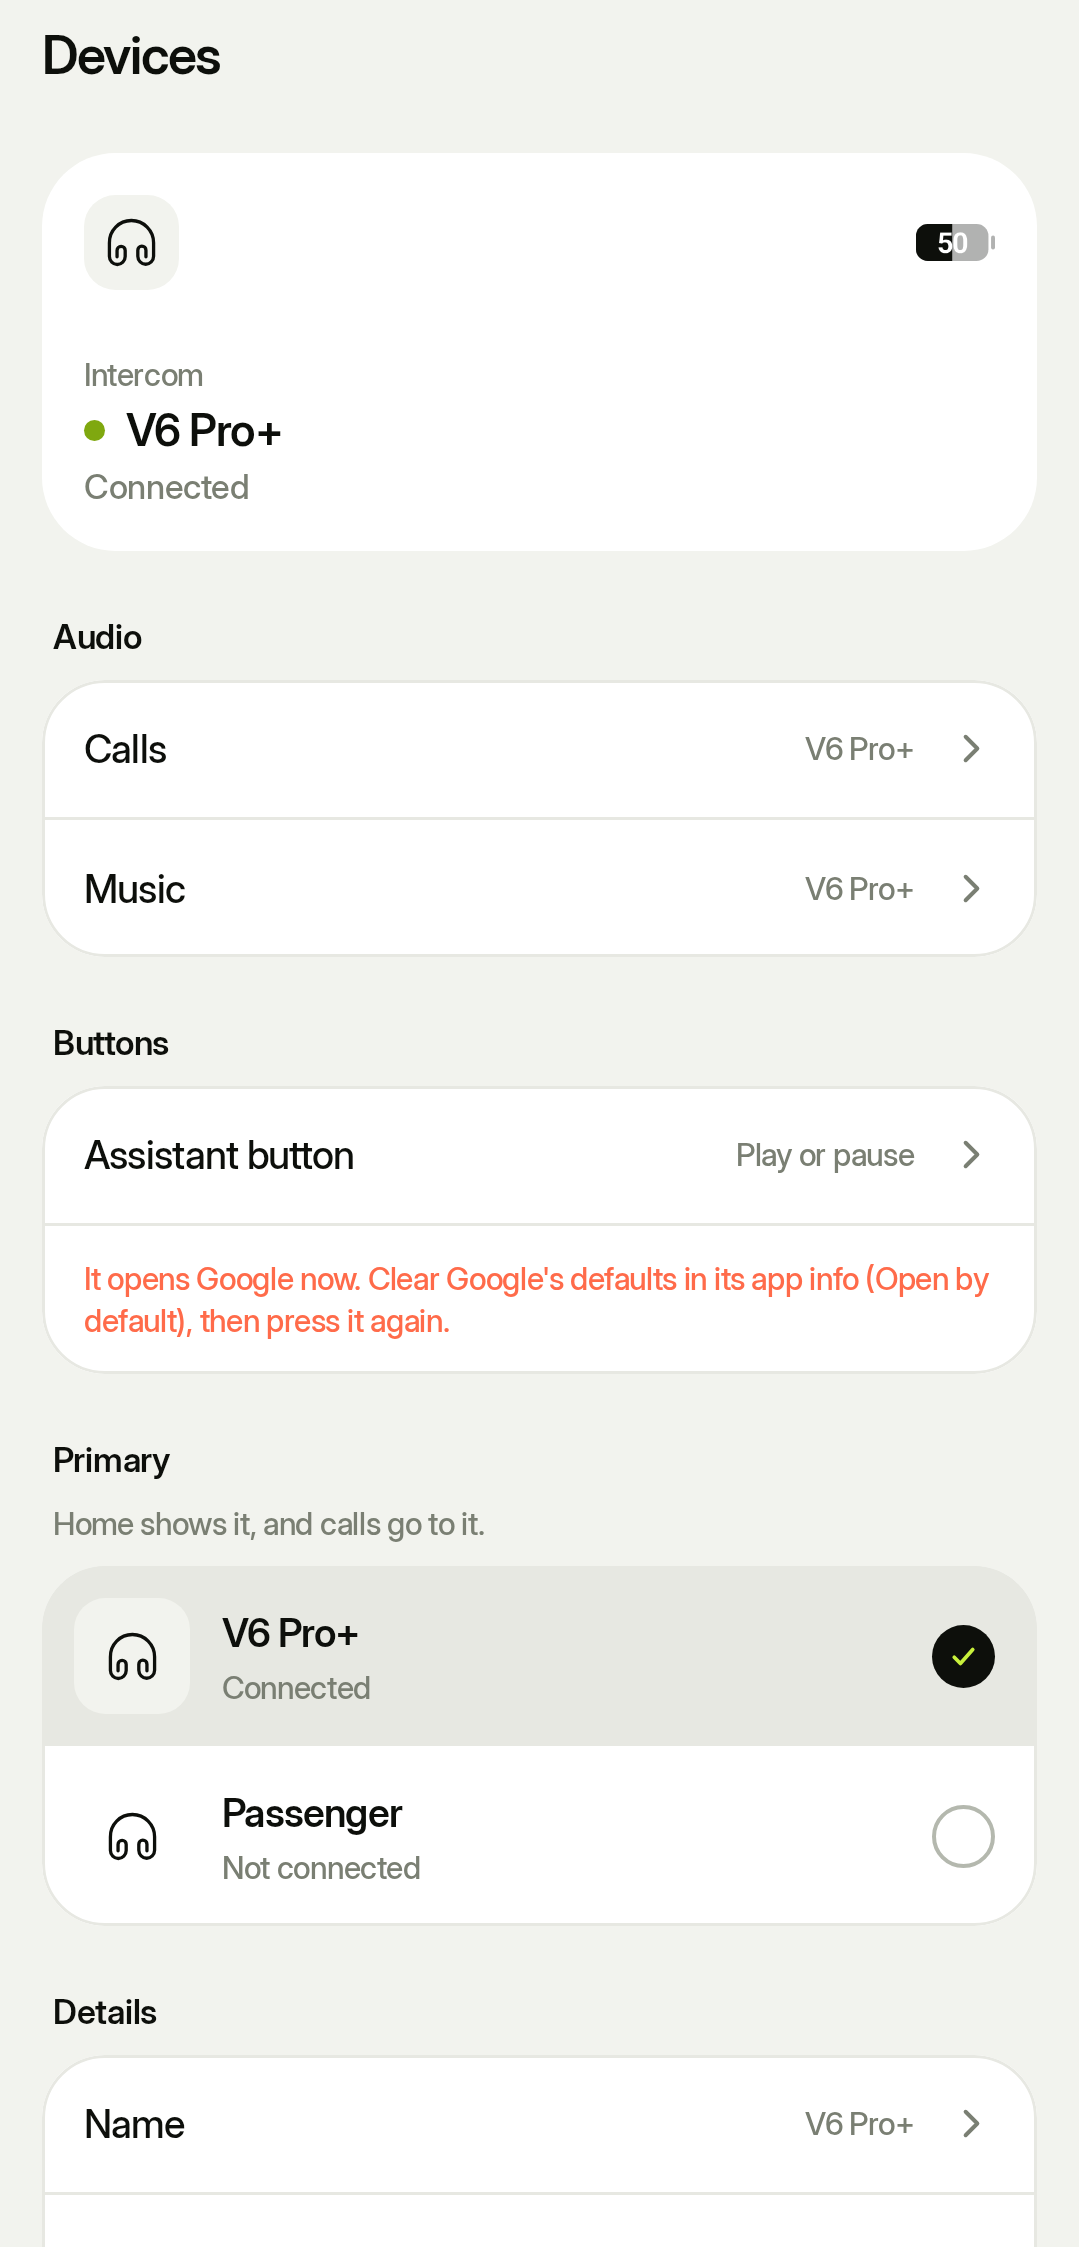 Devices
50
Intercom
V6 Pro+
Connected
Audio
Calls
V6 Pro+
Music
V6 Pro+
Buttons
Assistant button
Play or pause
It opens Google now. Clear Google's defaults in its app info (Open by
default), then press it again.
Primary
Home shows it, and calls go to it.
V6 Pro+
Connected
Passenger
Not connected
Details
Name
V6 Pro+